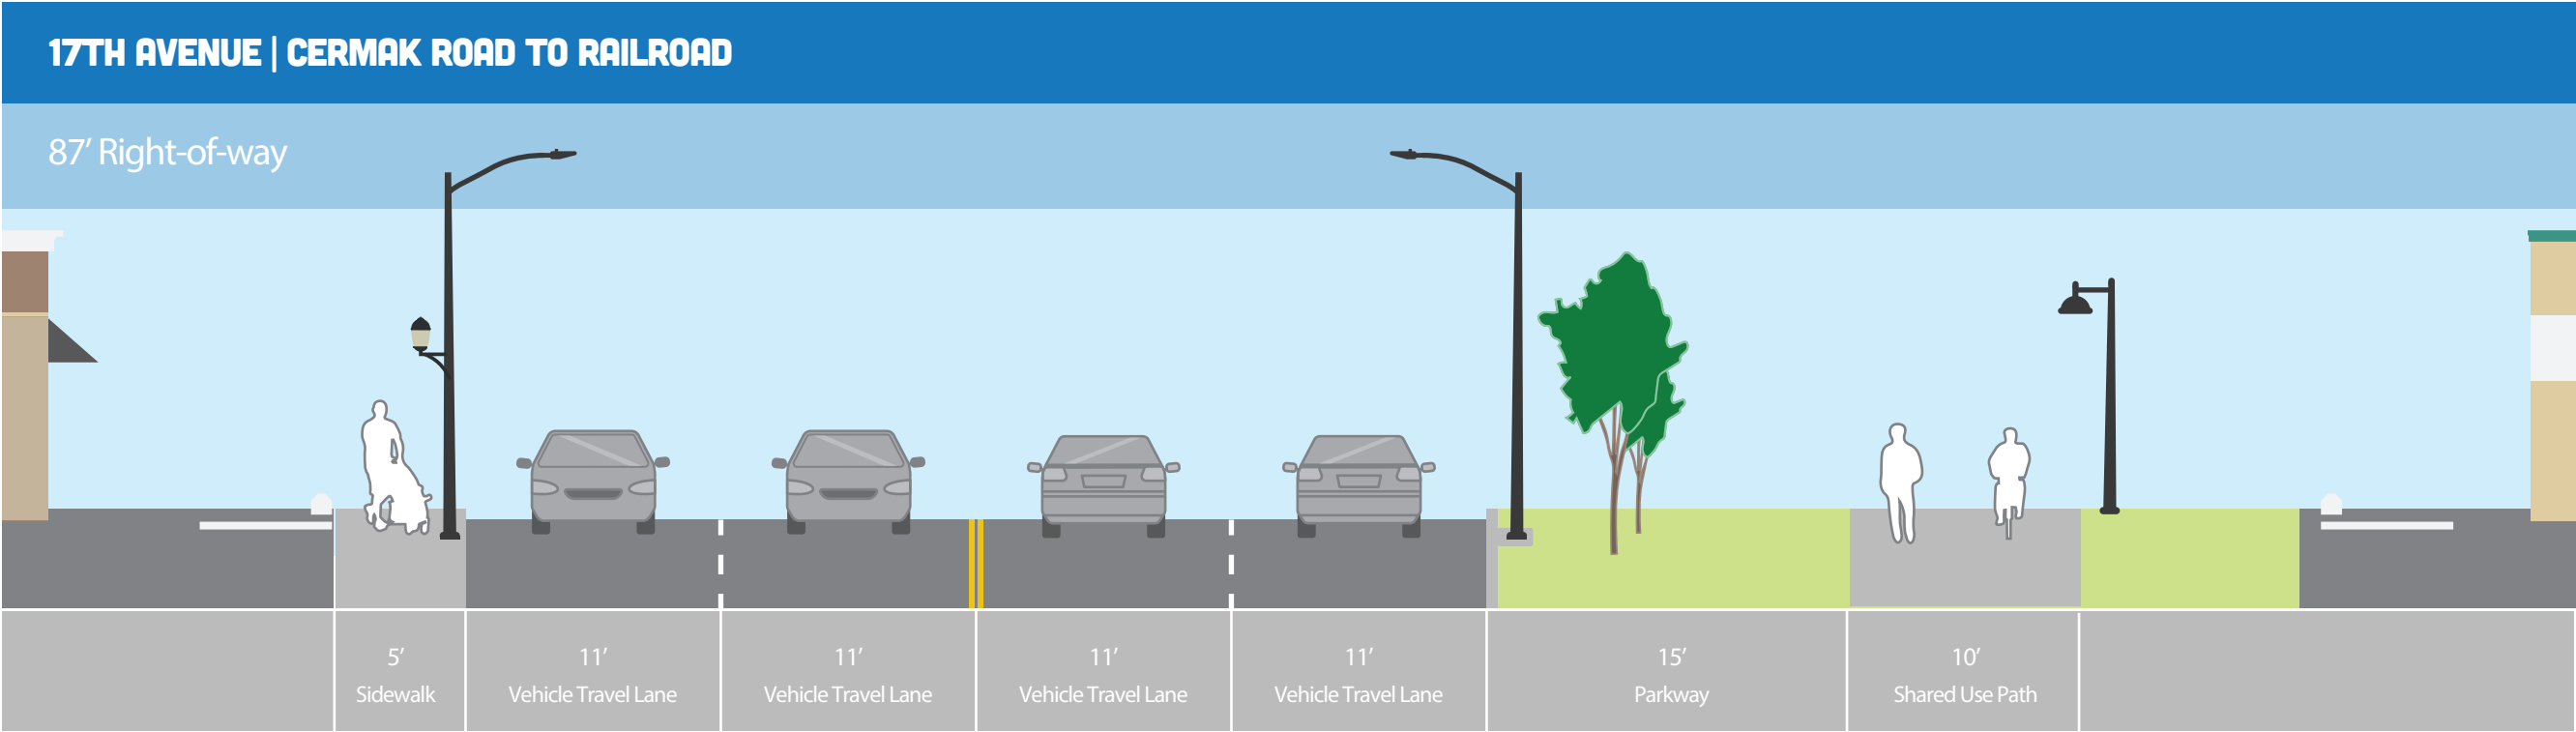 17TH AVENUE | CERMAK ROAD TO RAILROAD
87’ Right-of-way
5’
Sidewalk
11’
Vehicle Travel Lane
11’
Vehicle Travel Lane
11’
Vehicle Travel Lane
11’
Vehicle Travel Lane
15’
Parkway
10’
Shared Use Path